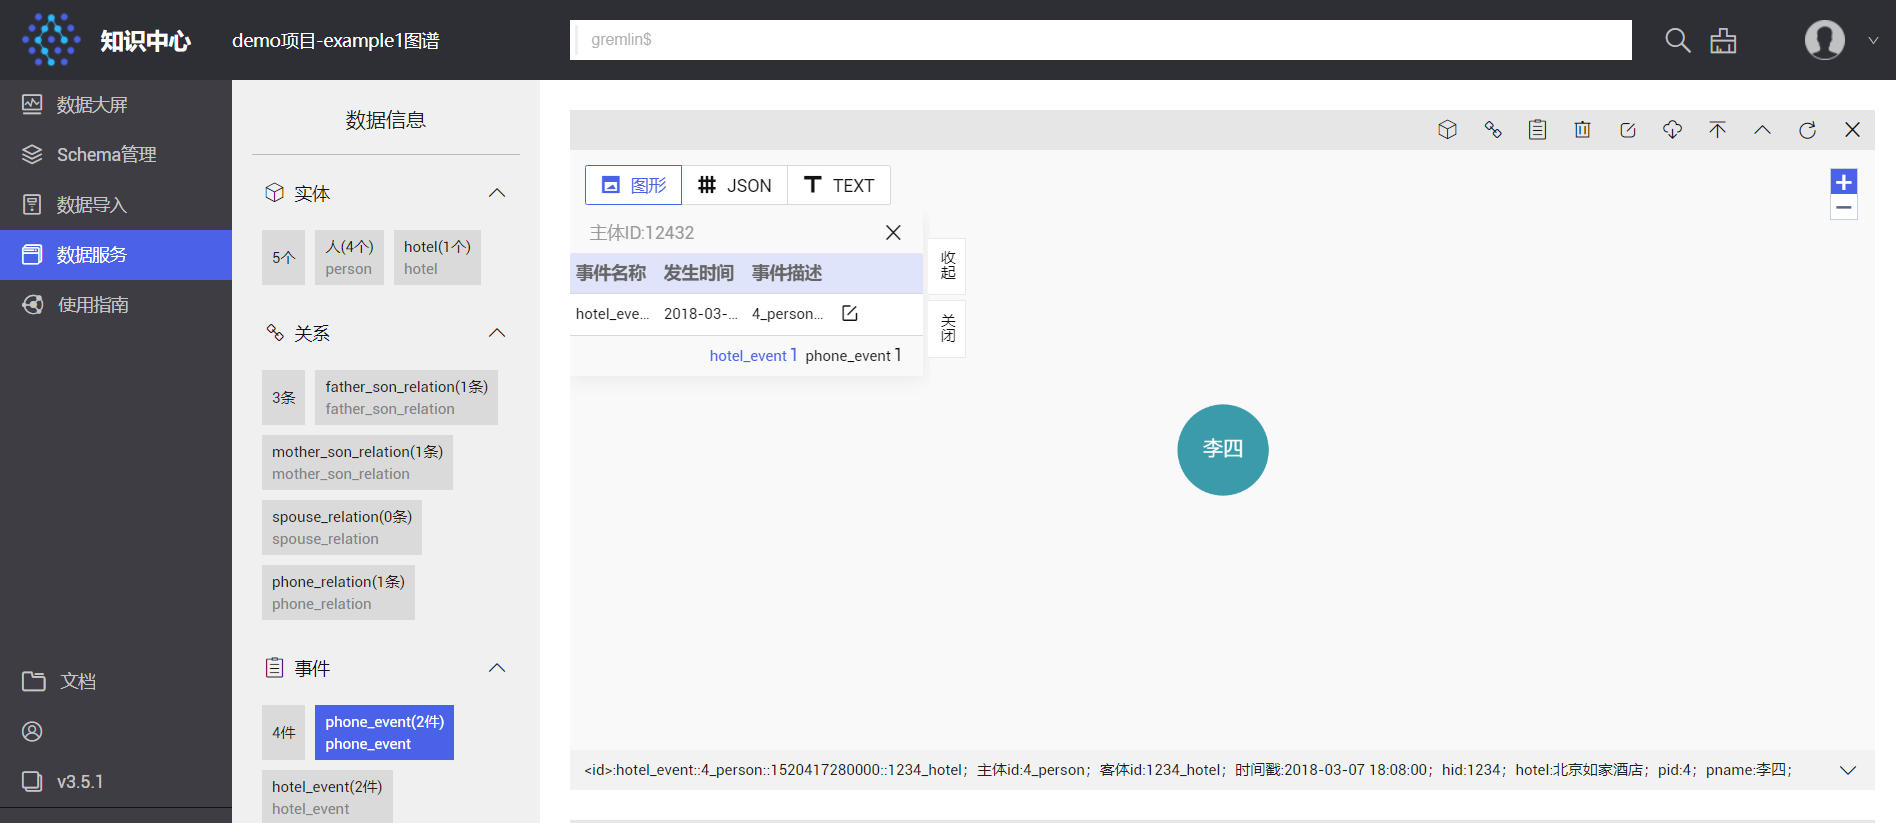 知识中心
demo项目-example1图谱
gremlin$
数据大屏
Schema管理
数据导入
数据服务
使用指南
文档
v3.5.1
数据信息
实体
5个
人(4个)
person
hotel(1个)
hotel
关系
3条
father_son_relation(1条)
father_son_relation
mother_son_relation(1条)
mother_son_relation
spouse_relation(0条)
spouse_relation
phone_relation(1条)
phone_relation
事件
4件
phone_event(2件)
phone_event
hotel_event(2件)
hotel_event
图形
JSON
TEXT
主体ID:12432
事件名称 发生时间 事件描述
hotel_eve... 2018-03-... 4_person...
hotel_event 1 phone_event 1
收起
关闭
李四
<id>:hotel_event::4_person::1520417280000::1234_hotel；主体id:4_person；客体id:1234_hotel；时间戳:2018-03-07 18:08:00；hid:1234；hotel:北京如家酒店；pid:4；pname:李四；